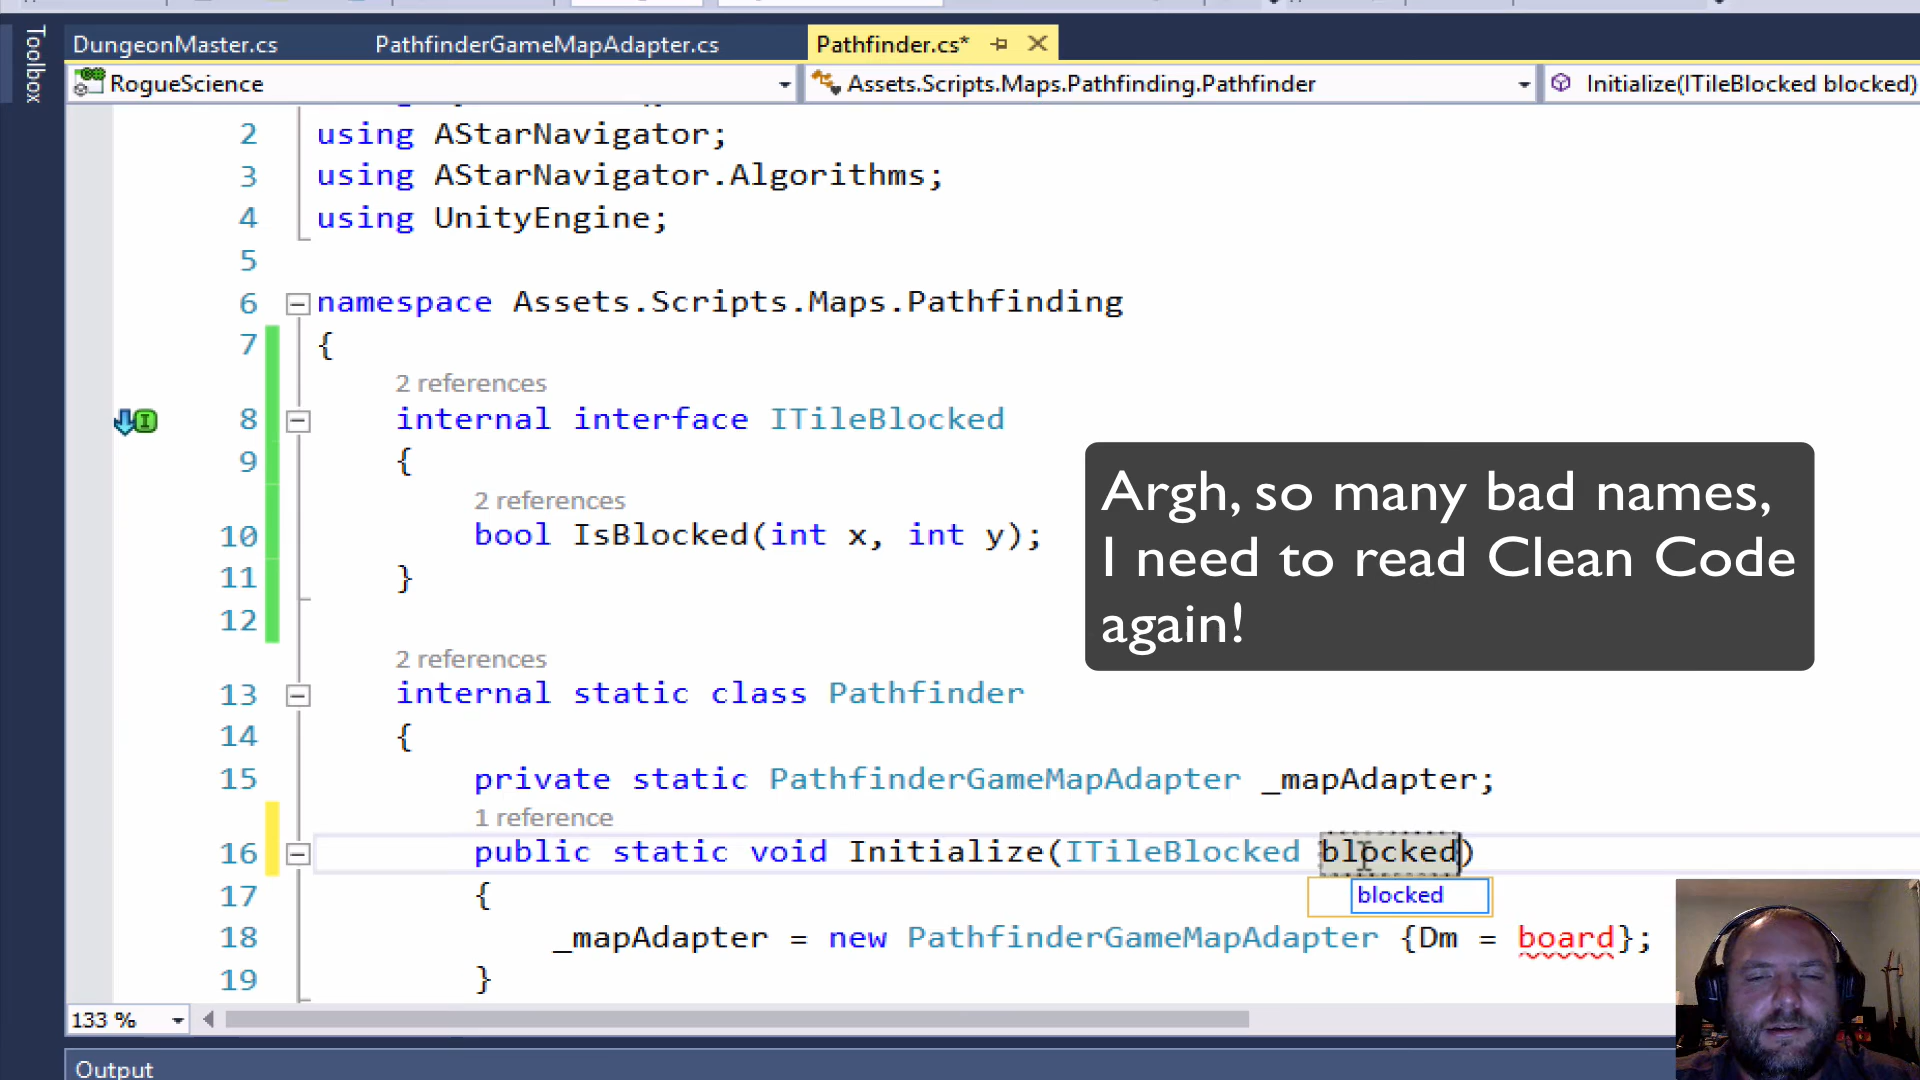 Toolbox
DungeonMaster.cs PathfinderGameMapAdapter.cs Pathfinder.cs*
RogueScience Assets.Scripts.Maps.Pathfinding.Pathfinder Initialize(ITileBlocked blocked)
2 using AStarNavigator;
3 using AStarNavigator.Algorithms;
4 using UnityEngine;
5
6 namespace Assets.Scripts.Maps.Pathfinding
7 {
2 references
8 internal interface ITileBlocked
9 {
2 references
10 bool IsBlocked(int x, int y);
11 }
12
2 references
13 internal static class Pathfinder
14 {
15 private static PathfinderGameMapAdapter _mapAdapter;
1 reference
16 public static void Initialize(ITileBlocked blocked)
17 {
blocked
18 _mapAdapter = new PathfinderGameMapAdapter {Dm = board};
19 }
Argh, so many bad names,
I need to read Clean Code
again!
133 %
Output